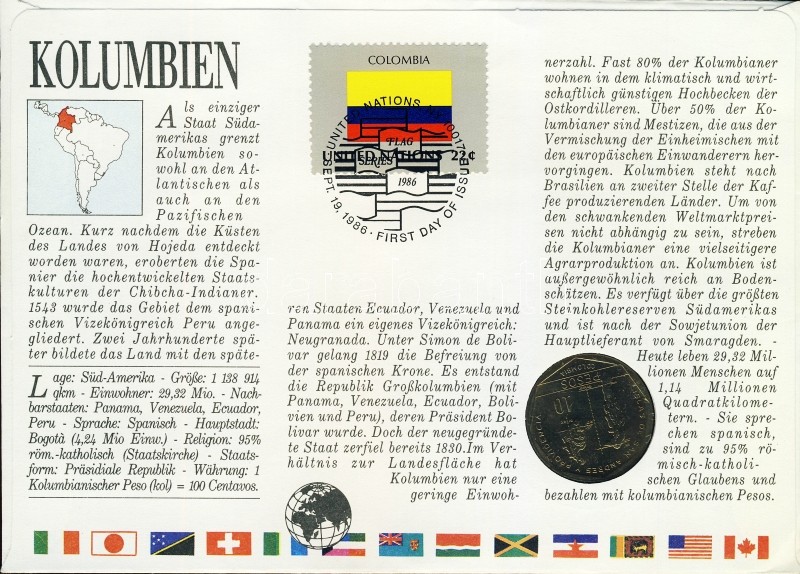 KOLUMBIEN
Als einziger
Staat Süda-
merikas grenzt
Kolumbien so-
wohl an den At-
lantischen als
auch an den
Pazifischen
Ozean. Kurz nachdem die Küsten
des Landes von Hojeda entdeckt
worden waren, eroberten die Spa-
nier die hochentwickelten Staats-
kulturen der Chibcha-Indianer.
1543 wurde das Gebiet dem spani-
schen Vizekönigreich Peru ange-
gliedert. Zwei Jahrhunderte spä-
ter bildete das Land mit den späte-
Lage: Süd-Amerika - Größe: 1 138 914
qkm - Einwohner: 29,32 Mio. - Nach-
barstaaten: Panama, Venezuela, Ecuador,
Peru - Sprache: Spanisch - Hauptstadt:
Bogotà (4,24 Mio Einw.) - Religion: 95%
röm.-katholisch (Staatskirche) - Staats-
form: Präsidiale Republik - Währung: 1
Kolumbianischer Peso (kol) = 100 Centavos.
COLOMBIA
UNITED NATIONS 22¢
UNITED NATIONS, NY 10017
FLAG
SERIES
1986
SEPT. 19, 1986 · FIRST DAY OF ISSUE
ren Staaten Ecuador, Venezuela und
Panama ein eigenes Vizekönigreich:
Neugranada. Unter Simon de Boli-
var gelang 1819 die Befreiung von
der spanischen Krone. Es entstand
die Republik Großkolumbien (mit
Panama, Venezuela, Ecuador, Boli-
vien und Peru), deren Präsident Bo-
livar wurde. Doch der neugegründe-
te Staat zerfiel bereits 1830. Im Ver-
hältnis zur Landesfläche hat
Kolumbien nur eine
geringe Einwoh-
nerzahl. Fast 80% der Kolumbianer
wohnen in dem klimatisch und wirt-
schaftlich günstigen Hochbecken der
Ostkordilleren. Über 50% der Ko-
lumbianer sind Mestizen, die aus der
Vermischung der Einheimischen mit
den europäischen Einwanderern her-
vorgingen. Kolumbien steht nach
Brasilien an zweiter Stelle der Kaf-
fee produzierenden Länder. Um von
den schwankenden Weltmarktprei-
sen nicht abhängig zu sein, streben
die Kolumbianer eine vielseitigere
Agrarproduktion an. Kolumbien ist
außergewöhnlich reich an Boden-
schätzen. Es verfügt über die größten
Steinkohlereserven Südamerikas
und ist nach der Sowjetunion der
Hauptlieferant von Smaragden. -
Heute leben 29,32 Mil-
lionen Menschen auf
1,14 Millionen
Quadratkilome-
tern. - Sie spre-
chen spanisch,
sind zu 95% rö-
misch-katholi-
schen Glaubens und
bezahlen mit kolumbianischen Pesos.
10
PESOS
COLOMBIA